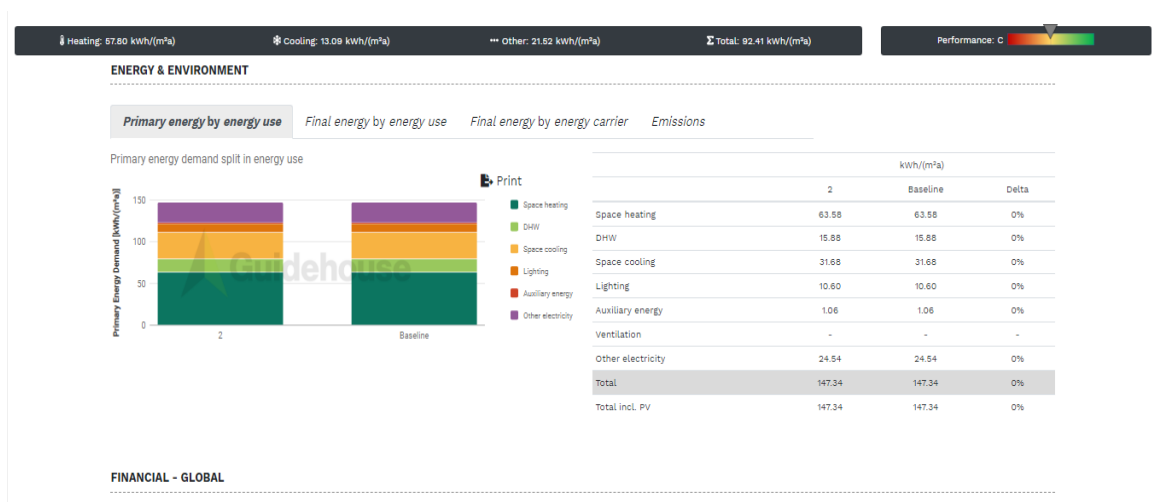 Heating: 57.80 kWh/(m²a) Cooling: 13.09 kWh/(m²a) ••• Other: 21.52 kWh/(m²a) Σ Total: 92.41 kWh/(m²a) Performance: C
ENERGY & ENVIRONMENT
Primary energy by energy use Final energy by energy use Final energy by energy carrier Emissions
Primary energy demand split in energy use
Print
Primary Energy Demand [kWh/(m²a)]
150
100
50
0
2 Baseline
Guidehouse
Space heating
DHW
Space cooling
Lighting
Auxiliary energy
Other electricity
kWh/(m²a)
2 Baseline Delta
Space heating 63.58 63.58 0%
DHW 15.88 15.88 0%
Space cooling 31.68 31.68 0%
Lighting 10.60 10.60 0%
Auxiliary energy 1.06 1.06 0%
Ventilation - - -
Other electricity 24.54 24.54 0%
Total 147.34 147.34 0%
Total incl. PV 147.34 147.34 0%
FINANCIAL - GLOBAL